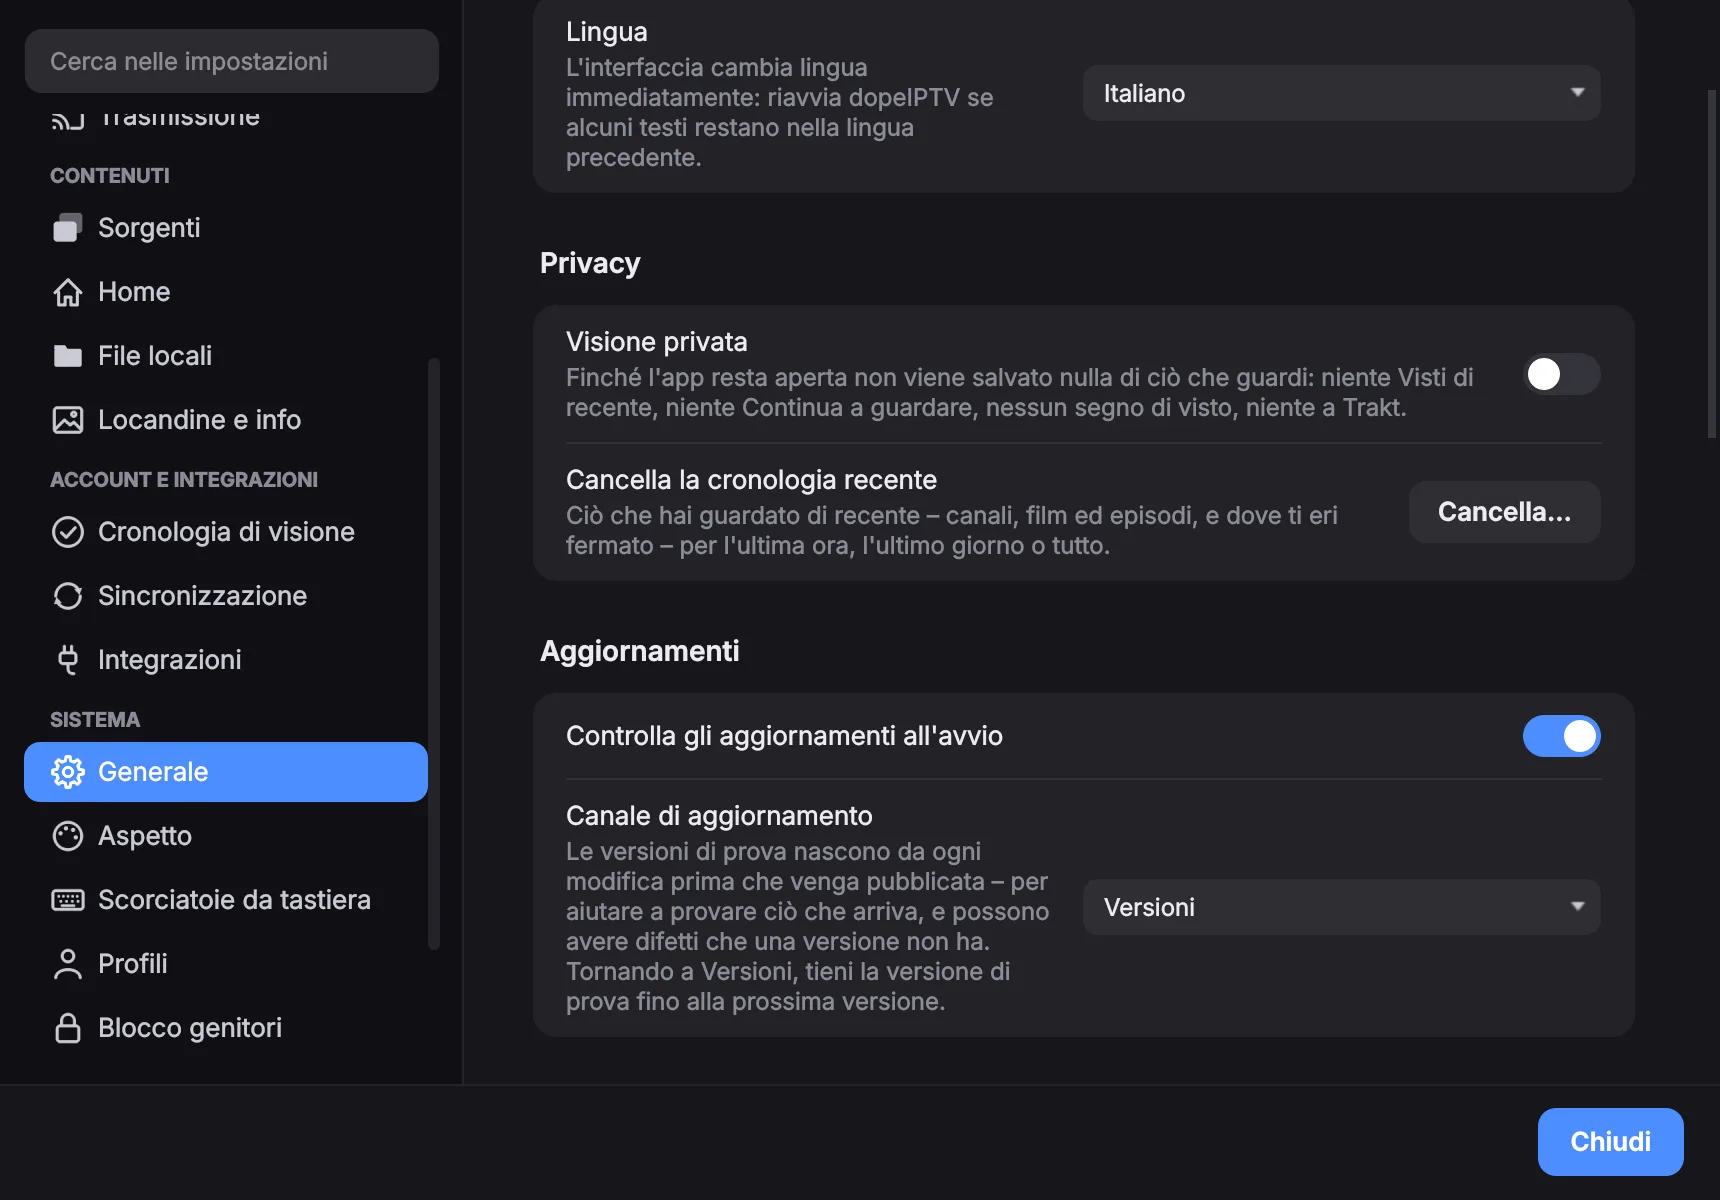 Cerca nelle impostazioni
Trasmissione
CONTENUTI
Sorgenti
Home
File locali
Locandine e info
ACCOUNT E INTEGRAZIONI
Cronologia di visione
Sincronizzazione
Integrazioni
SISTEMA
Generale
Aspetto
Scorciatoie da tastiera
Profili
Blocco genitori
Lingua
L'interfaccia cambia lingua
immediatamente: riavvia dopeIPTV se
alcuni testi restano nella lingua
precedente.
Italiano
Privacy
Visione privata
Finché l'app resta aperta non viene salvato nulla di ciò che guardi: niente Visti di
recente, niente Continua a guardare, nessun segno di visto, niente a Trakt.
Cancella la cronologia recente
Ciò che hai guardato di recente – canali, film ed episodi, e dove ti eri
fermato – per l'ultima ora, l'ultimo giorno o tutto.
Cancella...
Aggiornamenti
Controlla gli aggiornamenti all'avvio
Canale di aggiornamento
Le versioni di prova nascono da ogni
modifica prima che venga pubblicata – per
aiutare a provare ciò che arriva, e possono
avere difetti che una versione non ha.
Tornando a Versioni, tieni la versione di
prova fino alla prossima versione.
Versioni
Chiudi